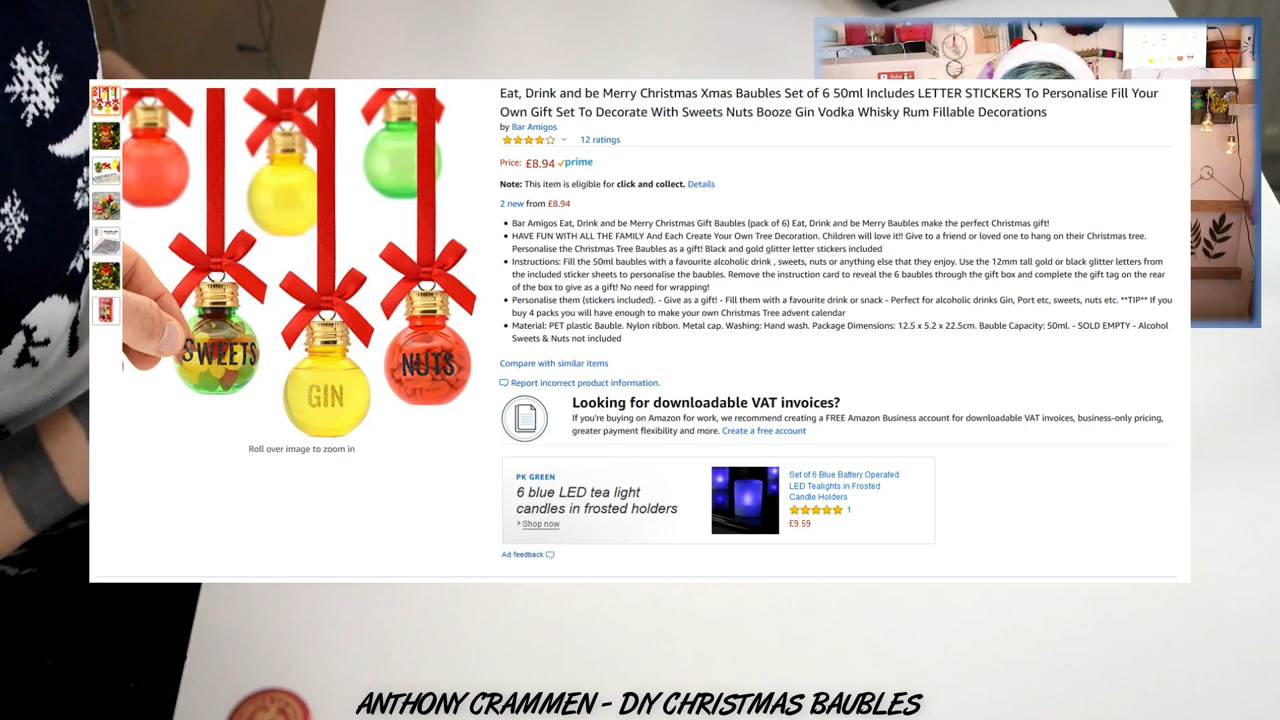 Eat, Drink and be Merry Christmas Xmas Baubles Set of 6 50ml Includes LETTER STICKERS To Personalise Fill Your
Own Gift Set To Decorate With Sweets Nuts Booze Gin Vodka Whisky Rum Fillable Decorations
by Bar Amigos
12 ratings
Price: £8.94 prime
Note: This item is eligible for click and collect. Details
2 new from £8.94
• Bar Amigos Eat, Drink and be Merry Christmas Gift Baubles (pack of 6) Eat, Drink and be Merry Baubles make the perfect Christmas gift!
• HAVE FUN WITH ALL THE FAMILY And Each Create Your Own Tree Decoration. Children will love it!! Give to a friend or loved one to hang on their Christmas tree.
Personalise the Christmas Tree Baubles as a gift! Black and gold glitter letter stickers included
• Instructions: Fill the 50ml baubles with a favourite alcoholic drink , sweets, nuts or anything else that they enjoy. Use the 12mm tall gold or black glitter letters from
the included sticker sheets to personalise the baubles. Remove the instruction card to reveal the 6 baubles through the gift box and complete the gift tag on the rear
of the box to give as a gift! No need for wrapping!
• Personalise them (stickers included). - Give as a gift! - Fill them with a favourite drink or snack - Perfect for alcoholic drinks Gin, Port etc, sweets, nuts etc. **TIP** If you
buy 4 packs you will have enough to make your own Christmas Tree advent calendar
• Material: PET plastic Bauble. Nylon ribbon. Metal cap. Washing: Hand wash. Package Dimensions: 12.5 x 5.2 x 22.5cm. Bauble Capacity: 50ml. - SOLD EMPTY - Alcohol
Sweets & Nuts not included
SWEETS
GIN
NUTS
Roll over image to zoom in
Compare with similar items
Report incorrect product information.
Looking for downloadable VAT invoices?
If you're buying on Amazon for work, we recommend creating a FREE Amazon Business account for downloadable VAT invoices, business-only pricing,
greater payment flexibility and more. Create a free account
PK GREEN
6 blue LED tea light
candles in frosted holders
Shop now
Set of 6 Blue Battery Operated
LED Tealights in Frosted
Candle Holders
1
£9.59
Ad feedback
ANTHONY CRAMMEN - DIY CHRISTMAS BAUBLES